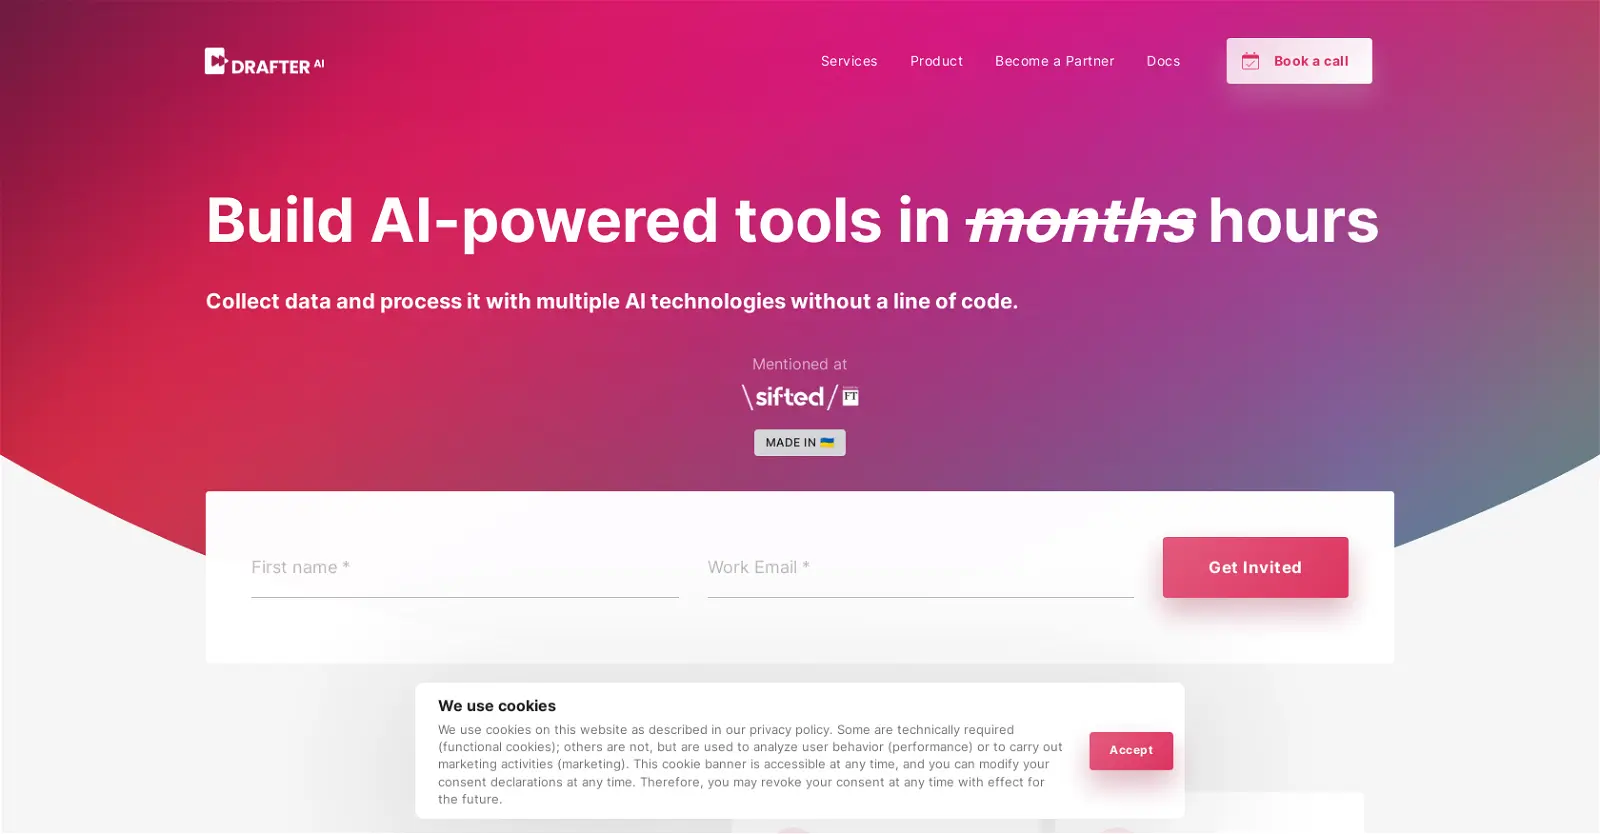 DRAFTER AI
Services
Product
Become a Partner
Docs
Book a call
Build AI-powered tools in months hours
Collect data and process it with multiple AI technologies without a line of code.
Mentioned at
\sifted/ FT
MADE IN 🇺🇦
First name *
Work Email *
Get Invited
We use cookies
We use cookies on this website as described in our privacy policy. Some are technically required
(functional cookies); others are not, but are used to analyze user behavior (performance) or to carry out
marketing activities (marketing). This cookie banner is accessible at any time, and you can modify your
consent declarations at any time. Therefore, you may revoke your consent at any time with effect for
the future.
Accept